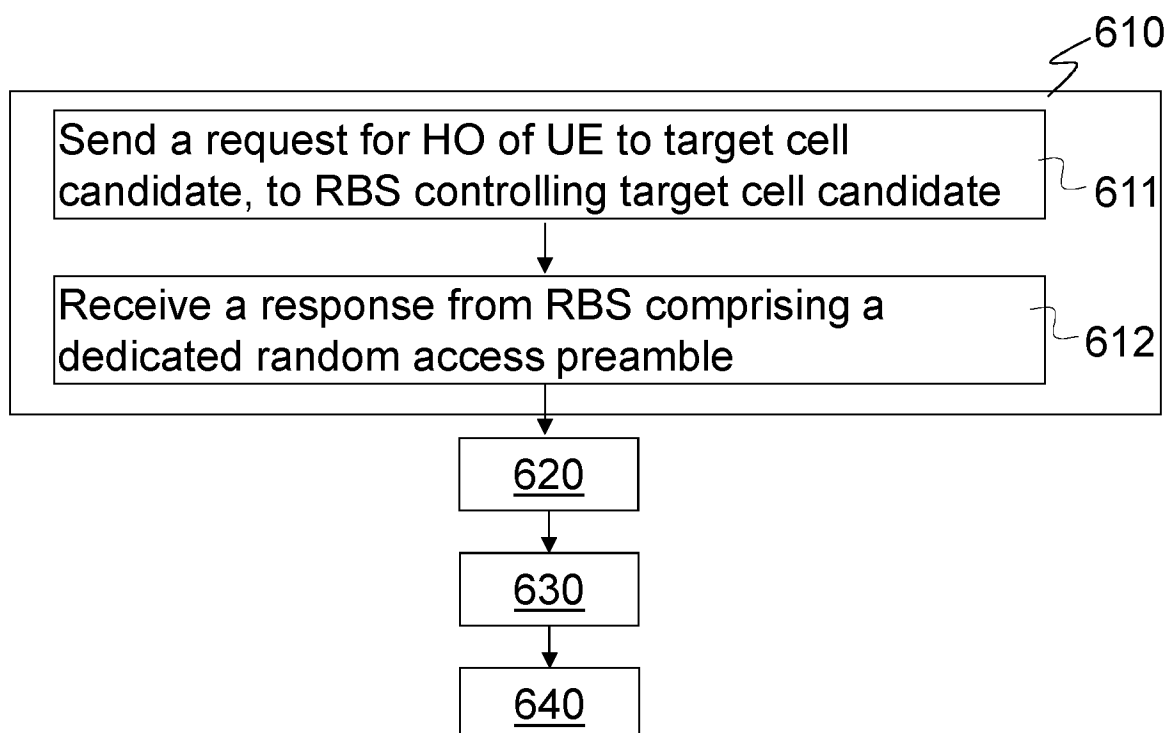 610
Send a request for HO of UE to target cell
candidate, to RBS controlling target cell candidate
611
Receive a response from RBS comprising a
dedicated random access preamble
612
620
630
640